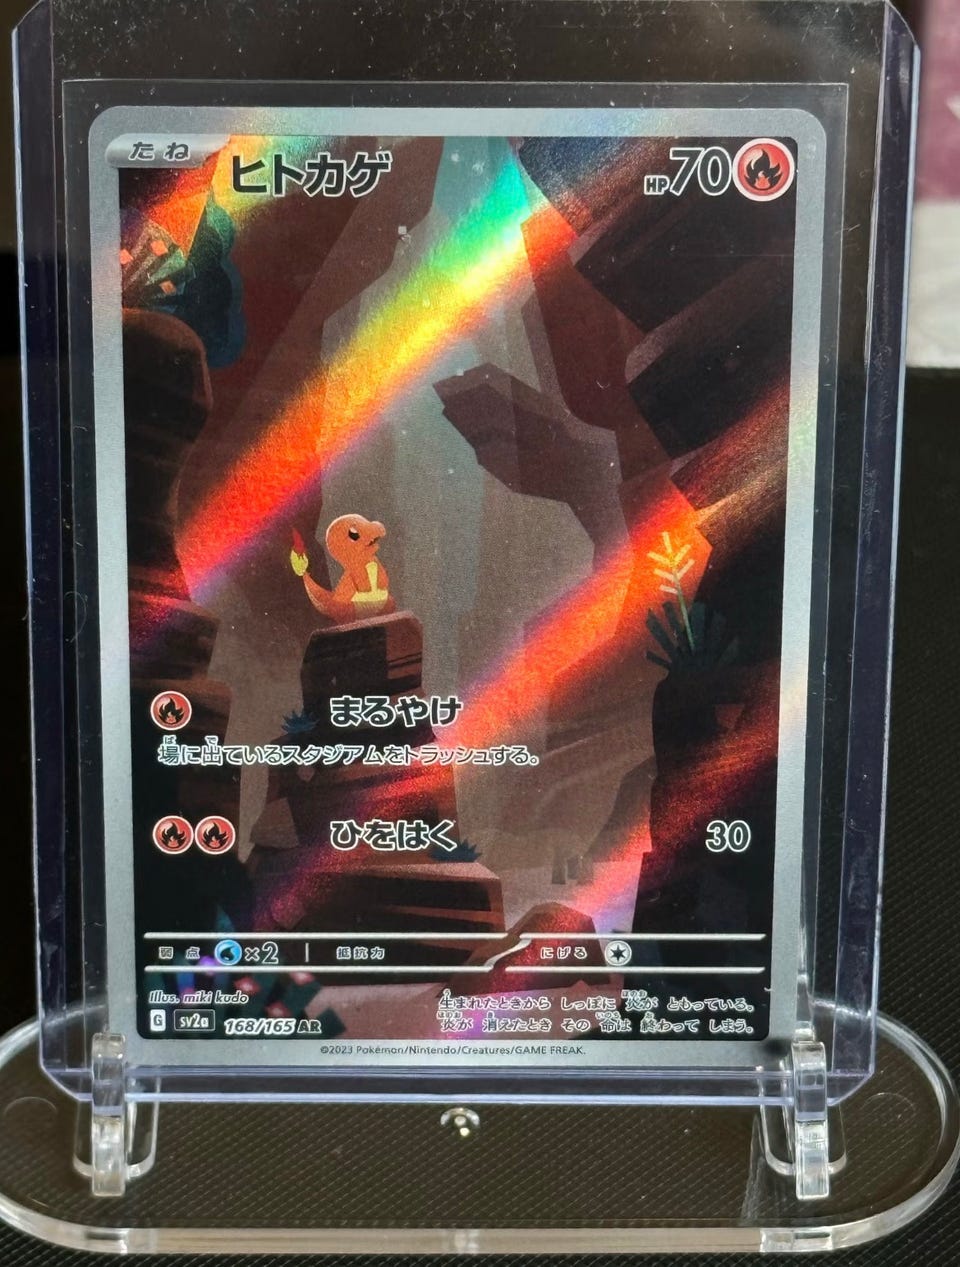 たね
ヒトカゲ
HP70
まるやけ
場に出ているスタジアムをトラッシュする。
ひをはく 30
弱点 ×2 抵抗力 にげる
Illus. miki kudo
生まれたときから しっぽに 炎が ともっている。
炎が 消えたとき その 命は 終わって しまう。
G sv2a 168/165 AR
©2023 Pokémon/Nintendo/Creatures/GAME FREAK.